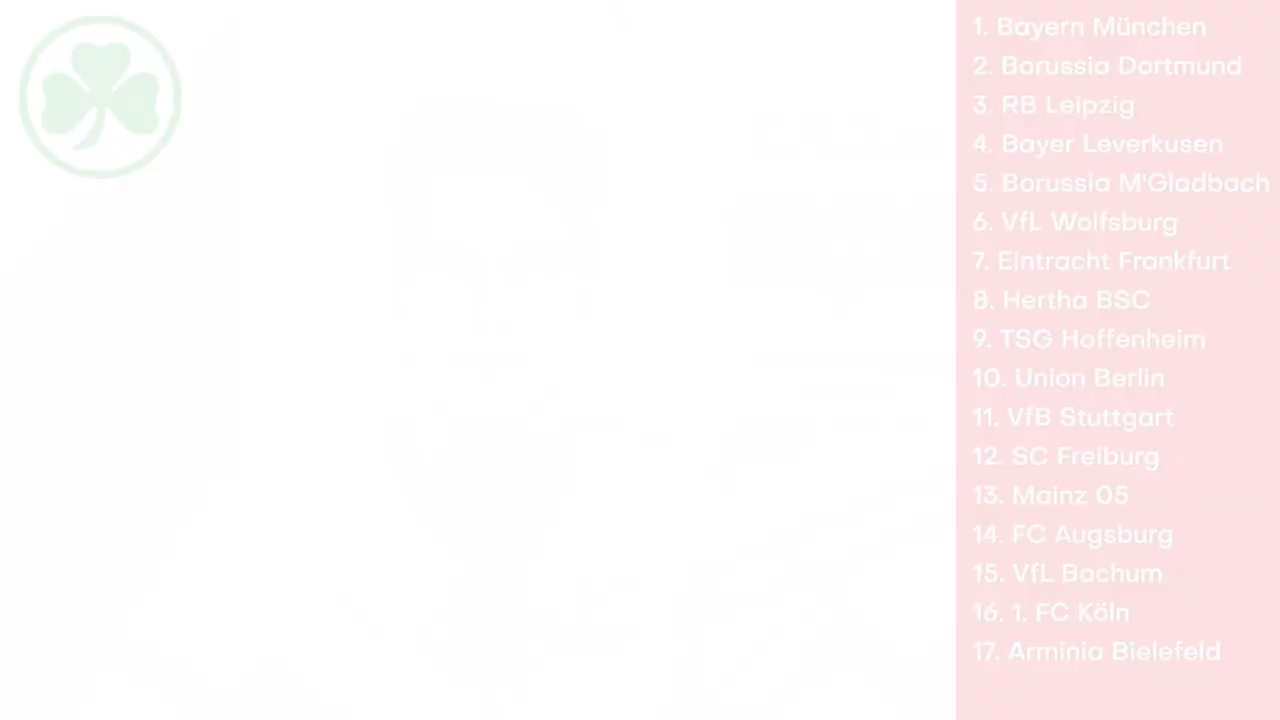 1. Bayern München
2. Borussia Dortmund
3. RB Leipzig
4. Bayer Leverkusen
5. Borussia M'Gladbach
6. VfL Wolfsburg
7. Eintracht Frankfurt
8. Hertha BSC
9. TSG Hoffenheim
10. Union Berlin
11. VfB Stuttgart
12. SC Freiburg
13. Mainz 05
14. FC Augsburg
15. VfL Bochum
16. 1. FC Köln
17. Arminia Bielefeld